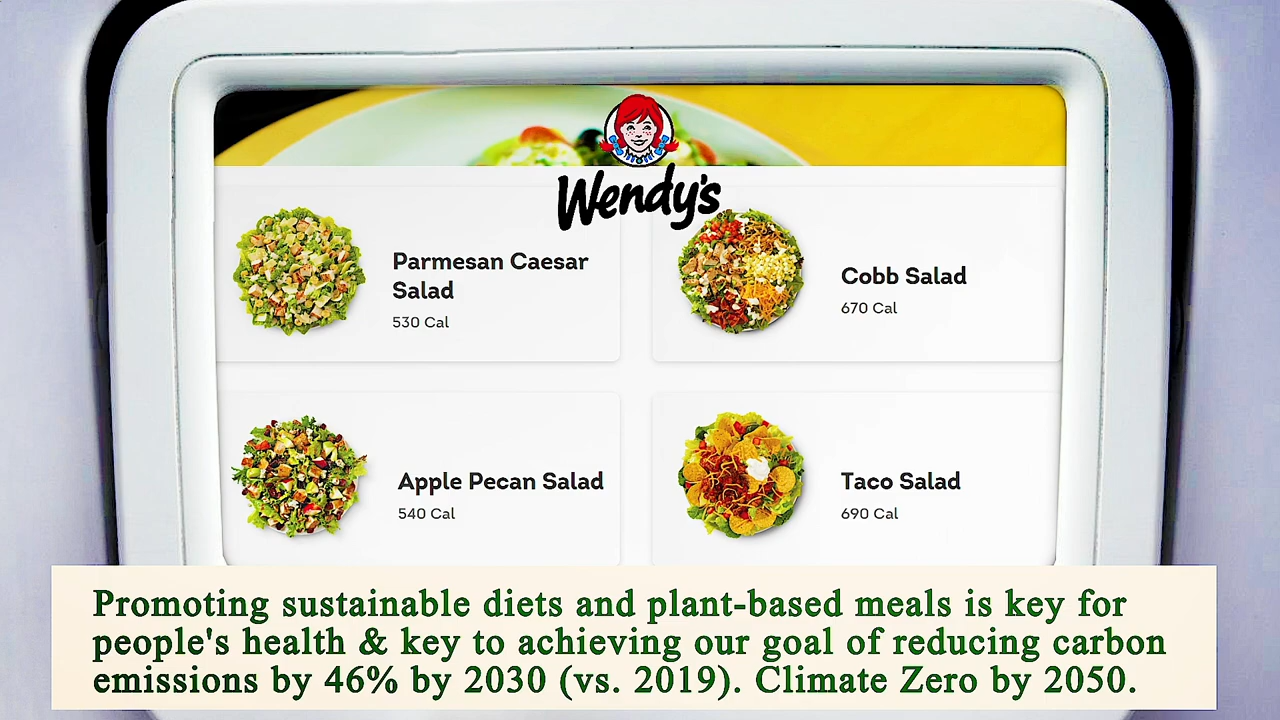 Wendy's
Parmesan Caesar
Salad
530 Cal
Cobb Salad
670 Cal
Apple Pecan Salad
540 Cal
Taco Salad
690 Cal
Promoting sustainable diets and plant-based meals is key for
people's health & key to achieving our goal of reducing carbon
emissions by 46% by 2030 (vs. 2019). Climate Zero by 2050.